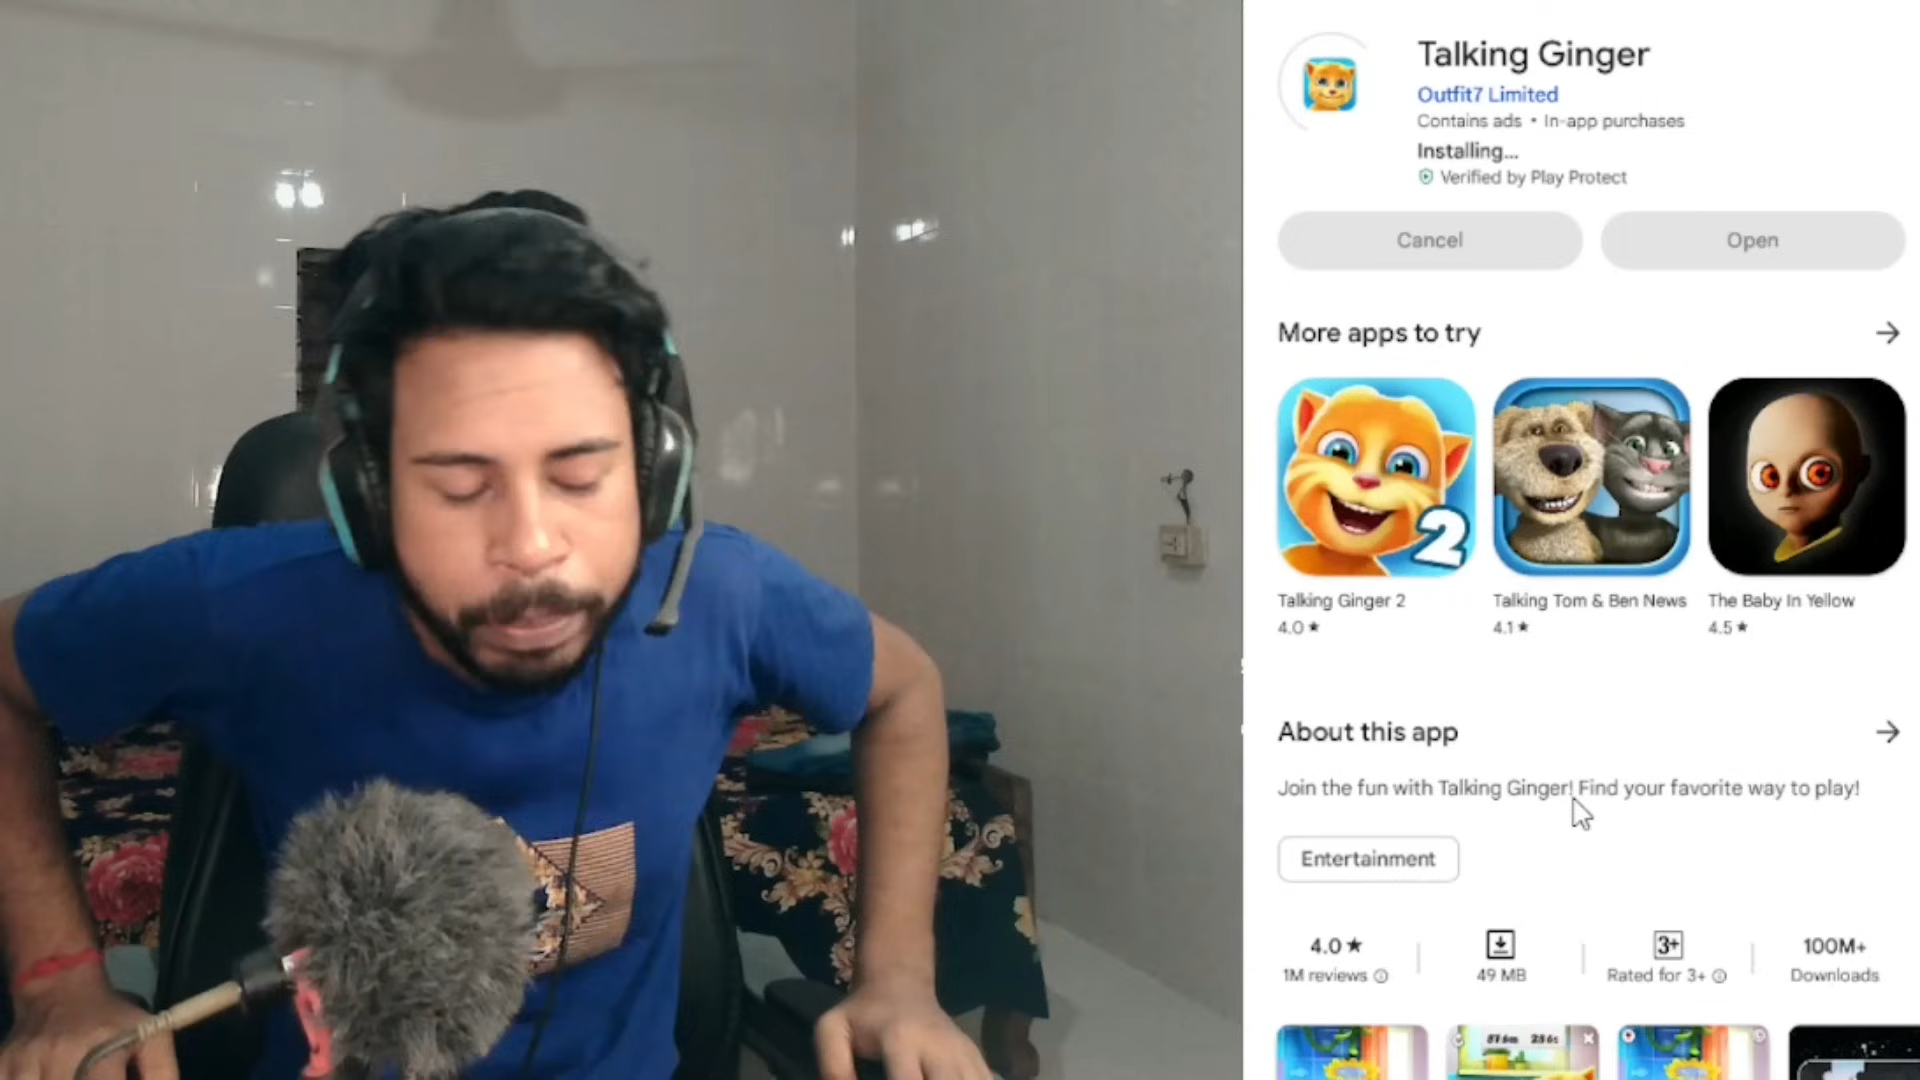 Talking Ginger
Outfit7 Limited
Contains ads • In-app purchases
Installing...
Verified by Play Protect
Cancel
Open
More apps to try
2
Talking Ginger 2
4.0 ★
Talking Tom & Ben News
4.1 ★
The Baby In Yellow
4.5 ★
About this app
Join the fun with Talking Ginger! Find your favorite way to play!
Entertainment
4.0 ★
1M reviews
49 MB
3+
Rated for 3+
100M+
Downloads